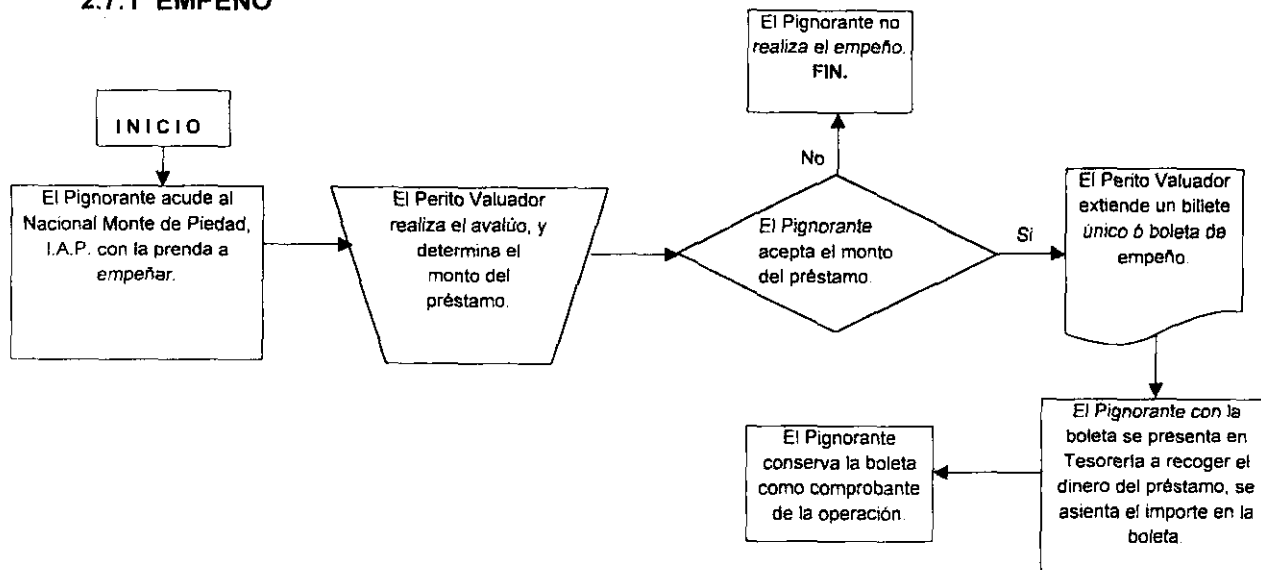 2.7.1 EMPEÑO
INICIO
El Pignorante acude al
Nacional Monte de Piedad,
I.A.P. con la prenda a
empeñar.
El Perito Valuador
realiza el avalúo, y
determina el
monto del
préstamo.
El Pignorante
acepta el monto
del préstamo.
No
El Pignorante no
realiza el empeño.
FIN.
Si
El Perito Valuador
extiende un billete
único ó boleta de
empeño.
El Pignorante con la
boleta se presenta en
Tesorería a recoger el
dinero del préstamo, se
asienta el importe en la
boleta.
El Pignorante
conserva la boleta
como comprobante
de la operación.